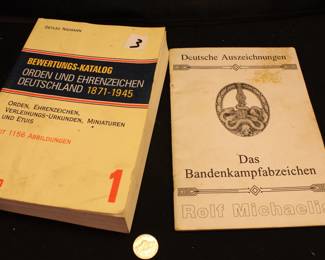 Detlev Niemann
3
BEWERTUNGS-KATALOG
ORDEN UND EHRENZEICHEN
DEUTSCHLAND 1871-1945
ORDEN, EHRENZEICHEN,
VERLEIHUNGS-URKUNDEN, MINIATUREN
UND ETUIS
MIT 1156 ABBILDUNGEN
1
Deutsche Auszeichnungen
Das
Bandenkampfabzeichen
Rolf Michaelis